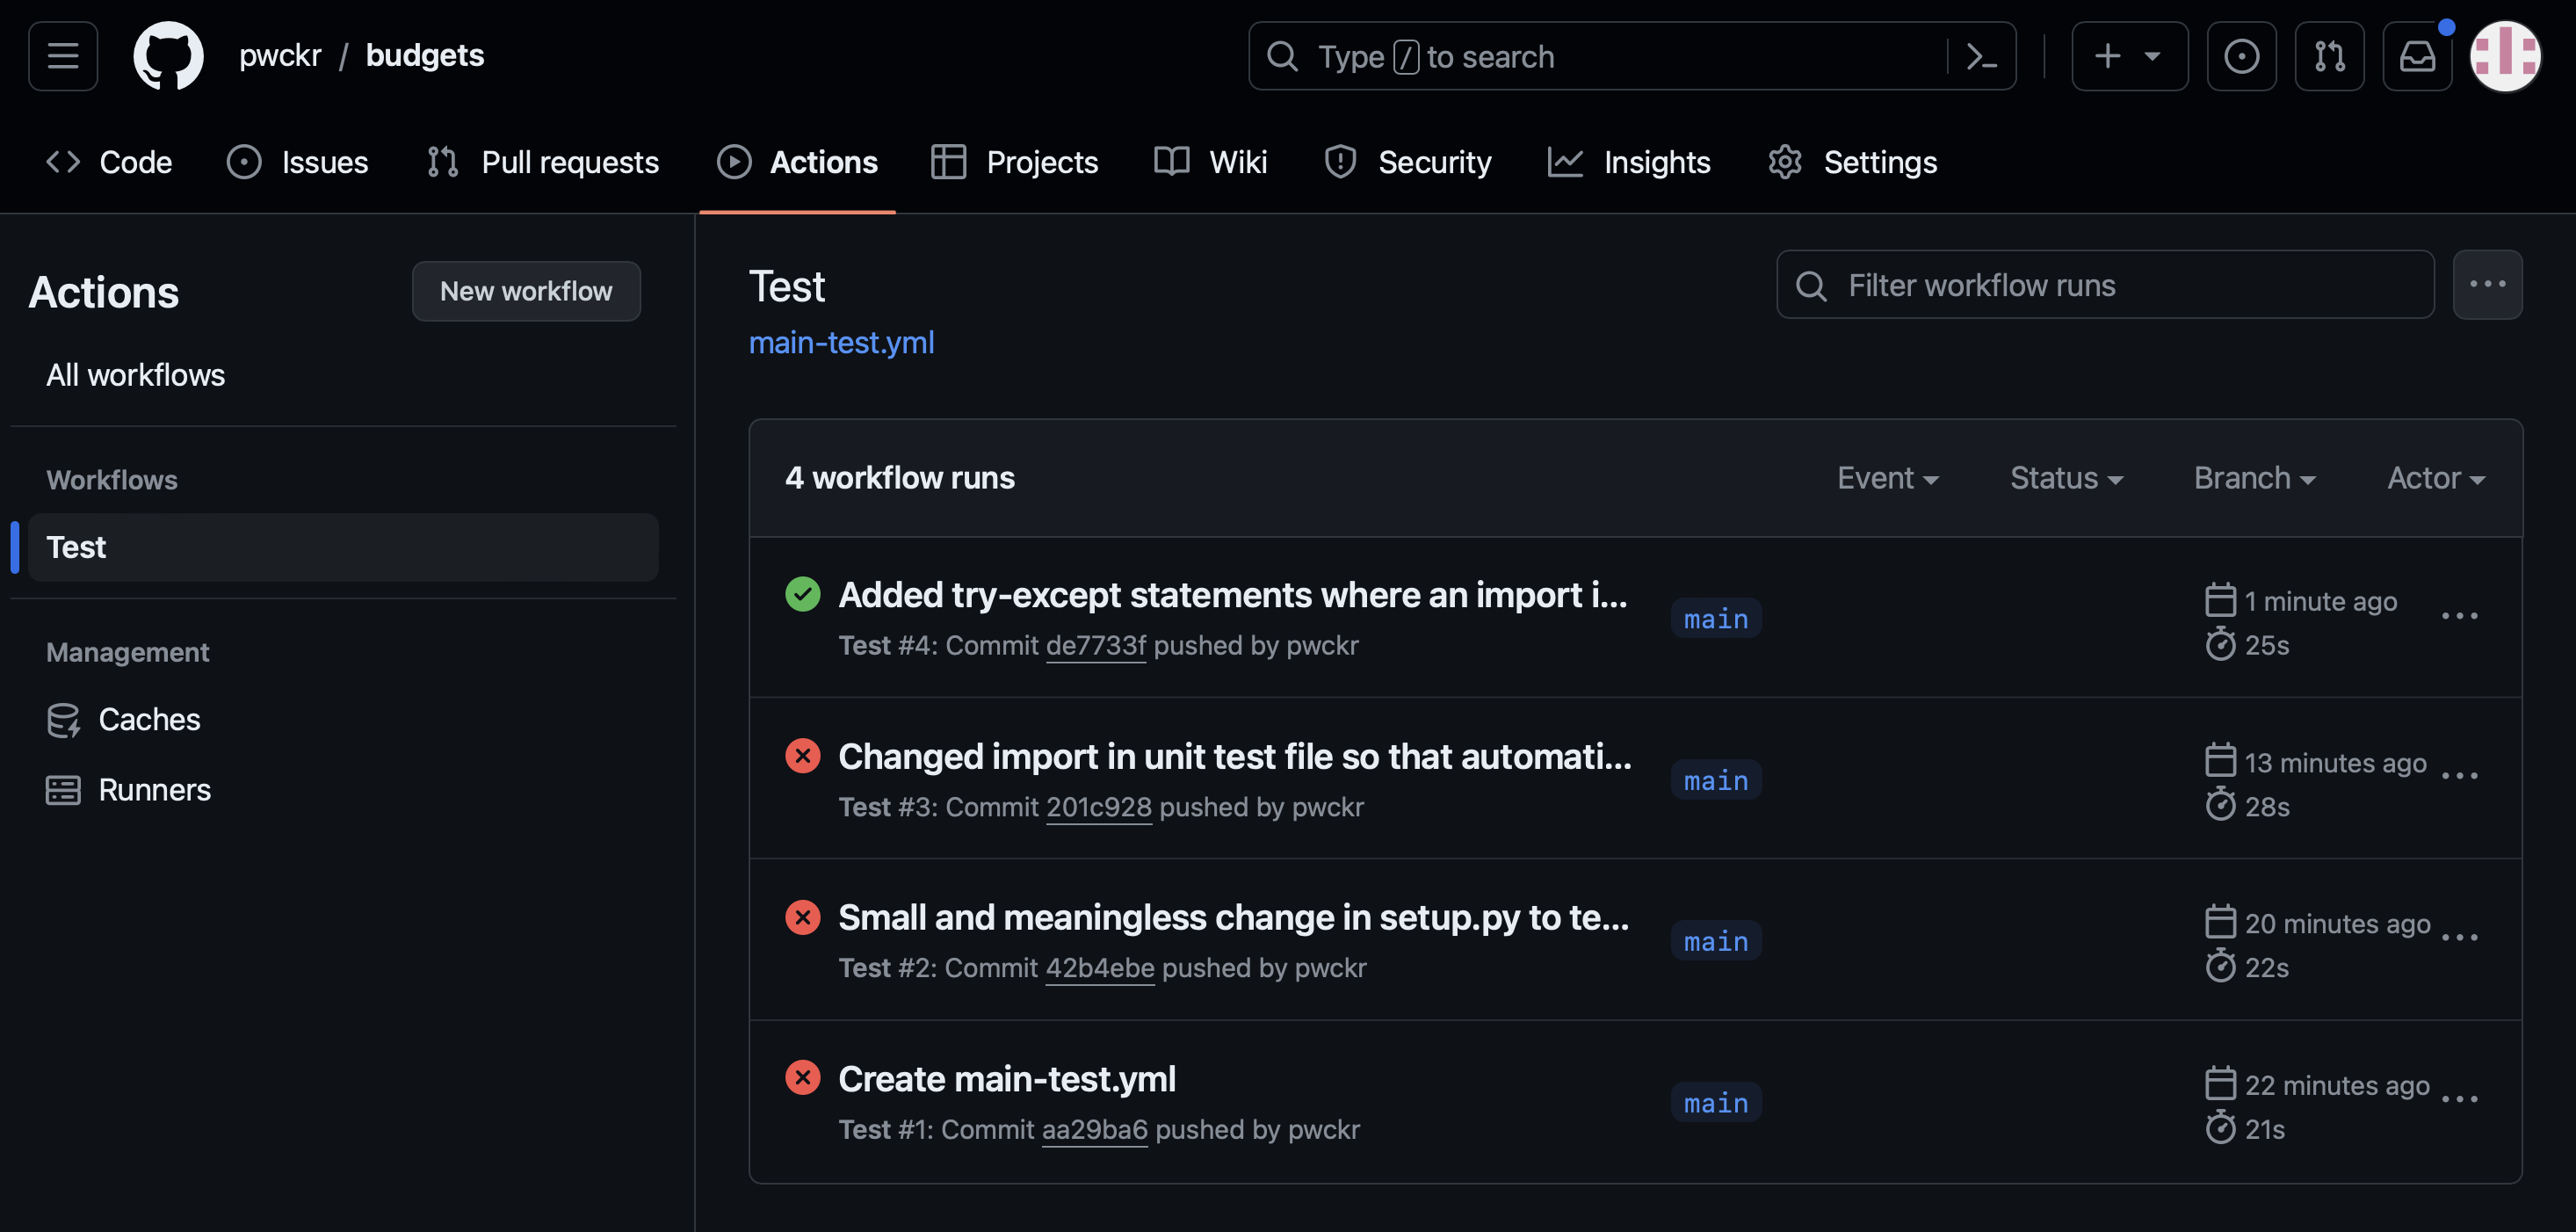 pwckr / budgets
Type / to search
Code Issues Pull requests Actions Projects Wiki Security Insights Settings
Actions
New workflow
All workflows
Workflows
Test
Management
Caches
Runners
Test
main-test.yml
Filter workflow runs
4 workflow runs
Event Status Branch Actor
Added try-except statements where an import i...
Test #4: Commit de7733f pushed by pwckr
main
1 minute ago
25s
Changed import in unit test file so that automati...
Test #3: Commit 201c928 pushed by pwckr
main
13 minutes ago
28s
Small and meaningless change in setup.py to te...
Test #2: Commit 42b4ebe pushed by pwckr
main
20 minutes ago
22s
Create main-test.yml
Test #1: Commit aa29ba6 pushed by pwckr
main
22 minutes ago
21s